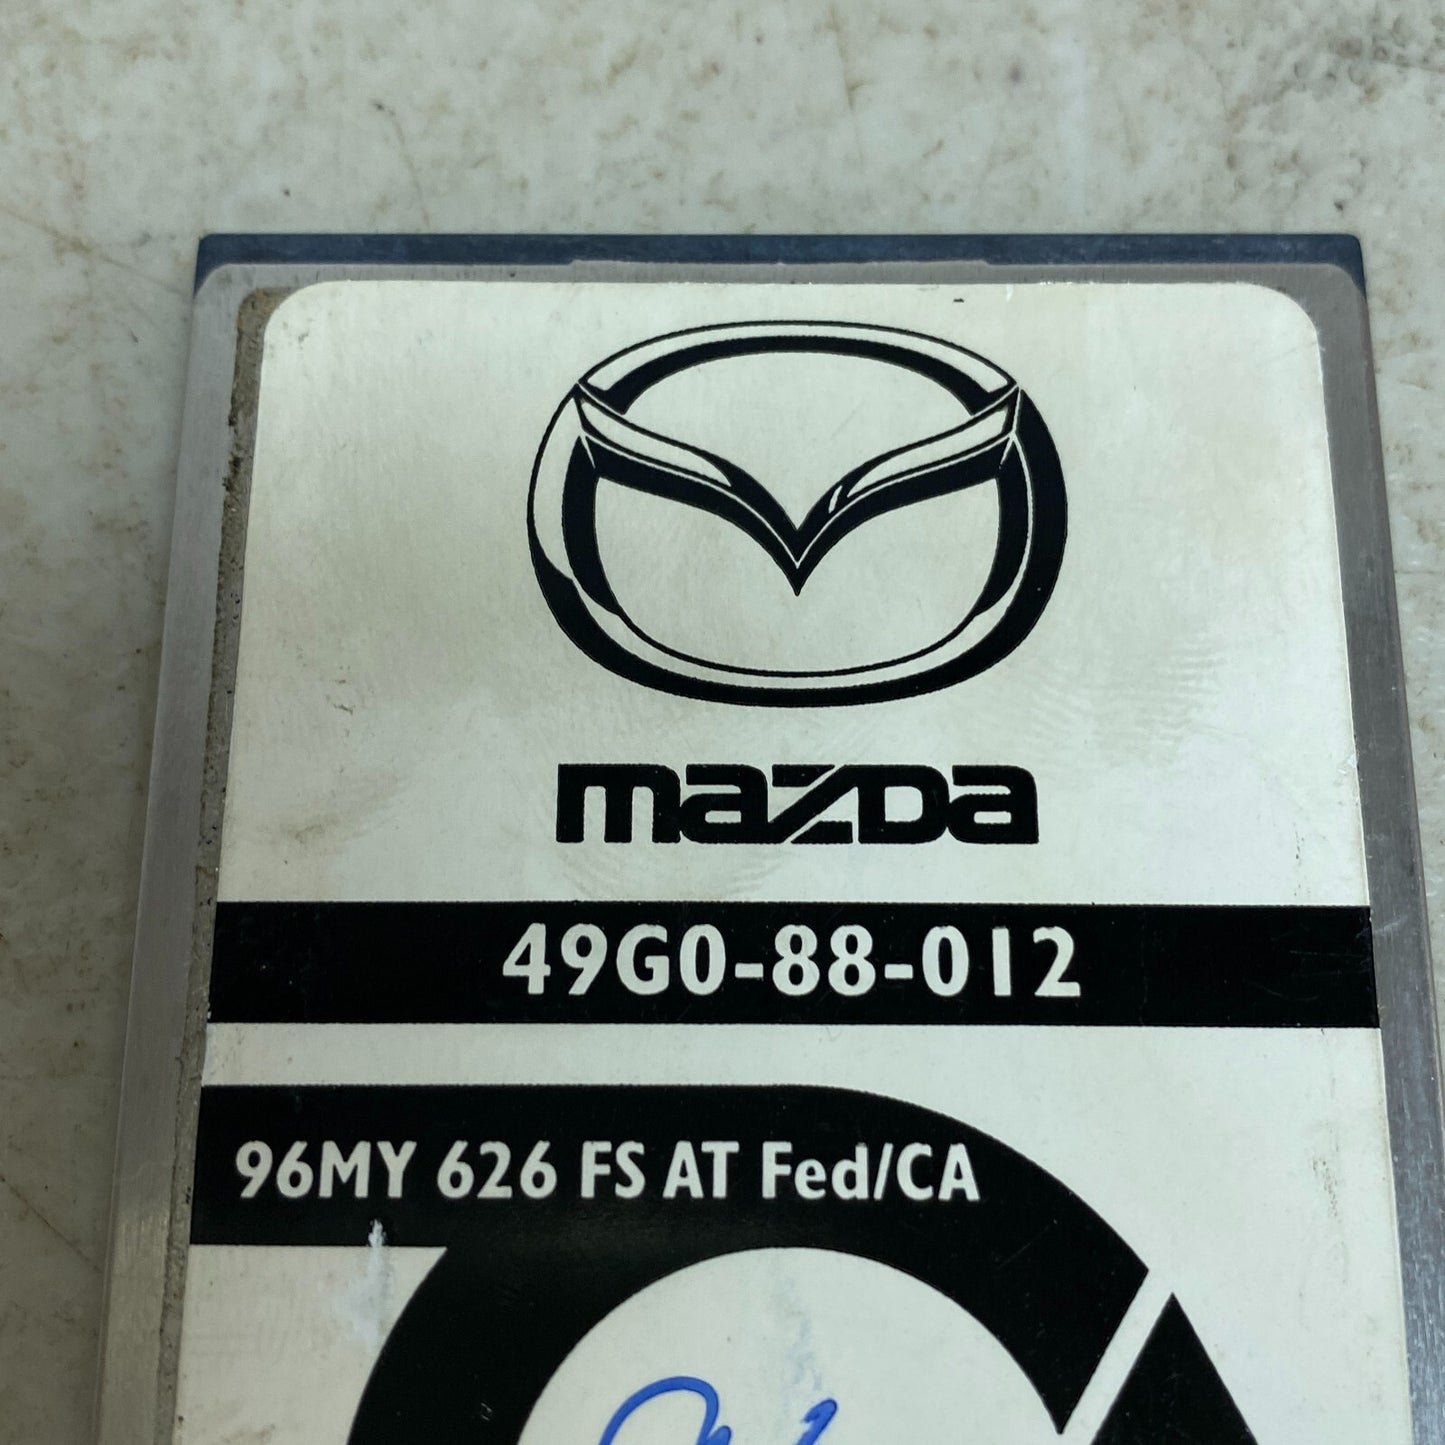 mazda
49G0-88-012
96MY 626 FS AT Fed/CA